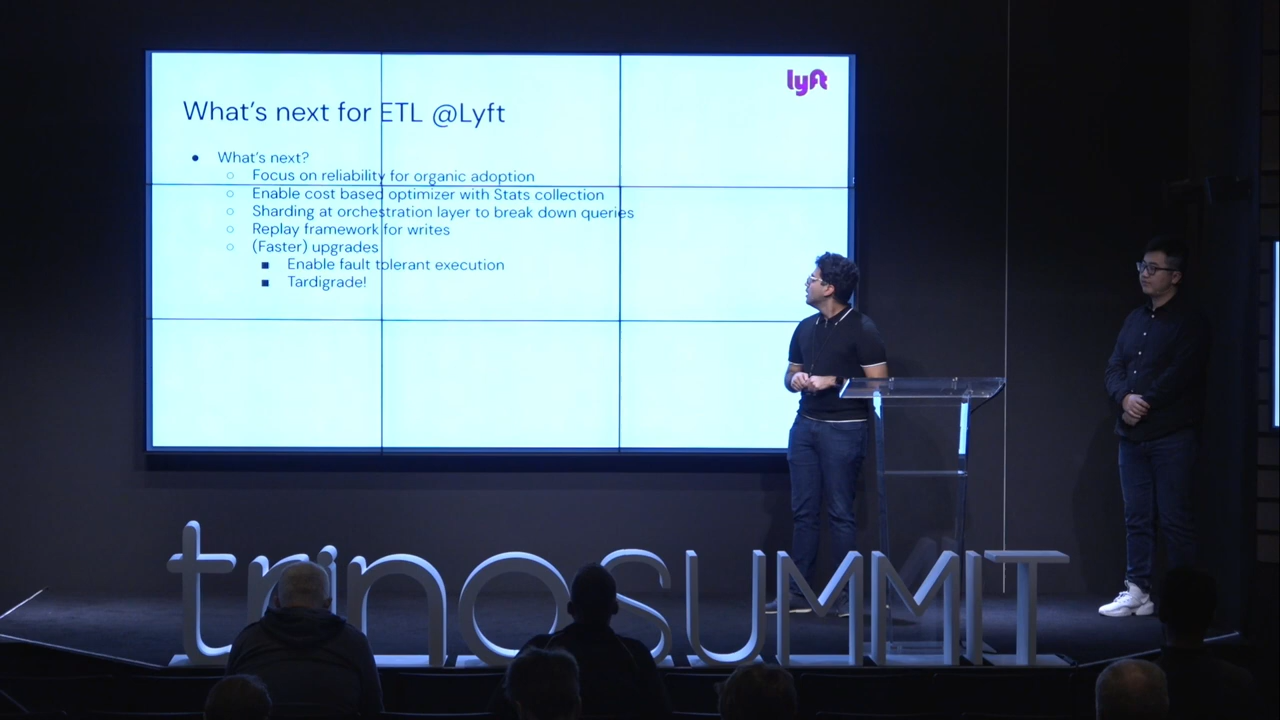 lyft
What's next for ETL @Lyft
● What's next?
○ Focus on reliability for organic adoption
○ Enable cost based optimizer with Stats collection
○ Sharding at orchestration layer to break down queries
○ Replay framework for writes
○ (Faster) upgrades
■ Enable fault tolerant execution
■ Tardigrade!
trinoSUMMIT